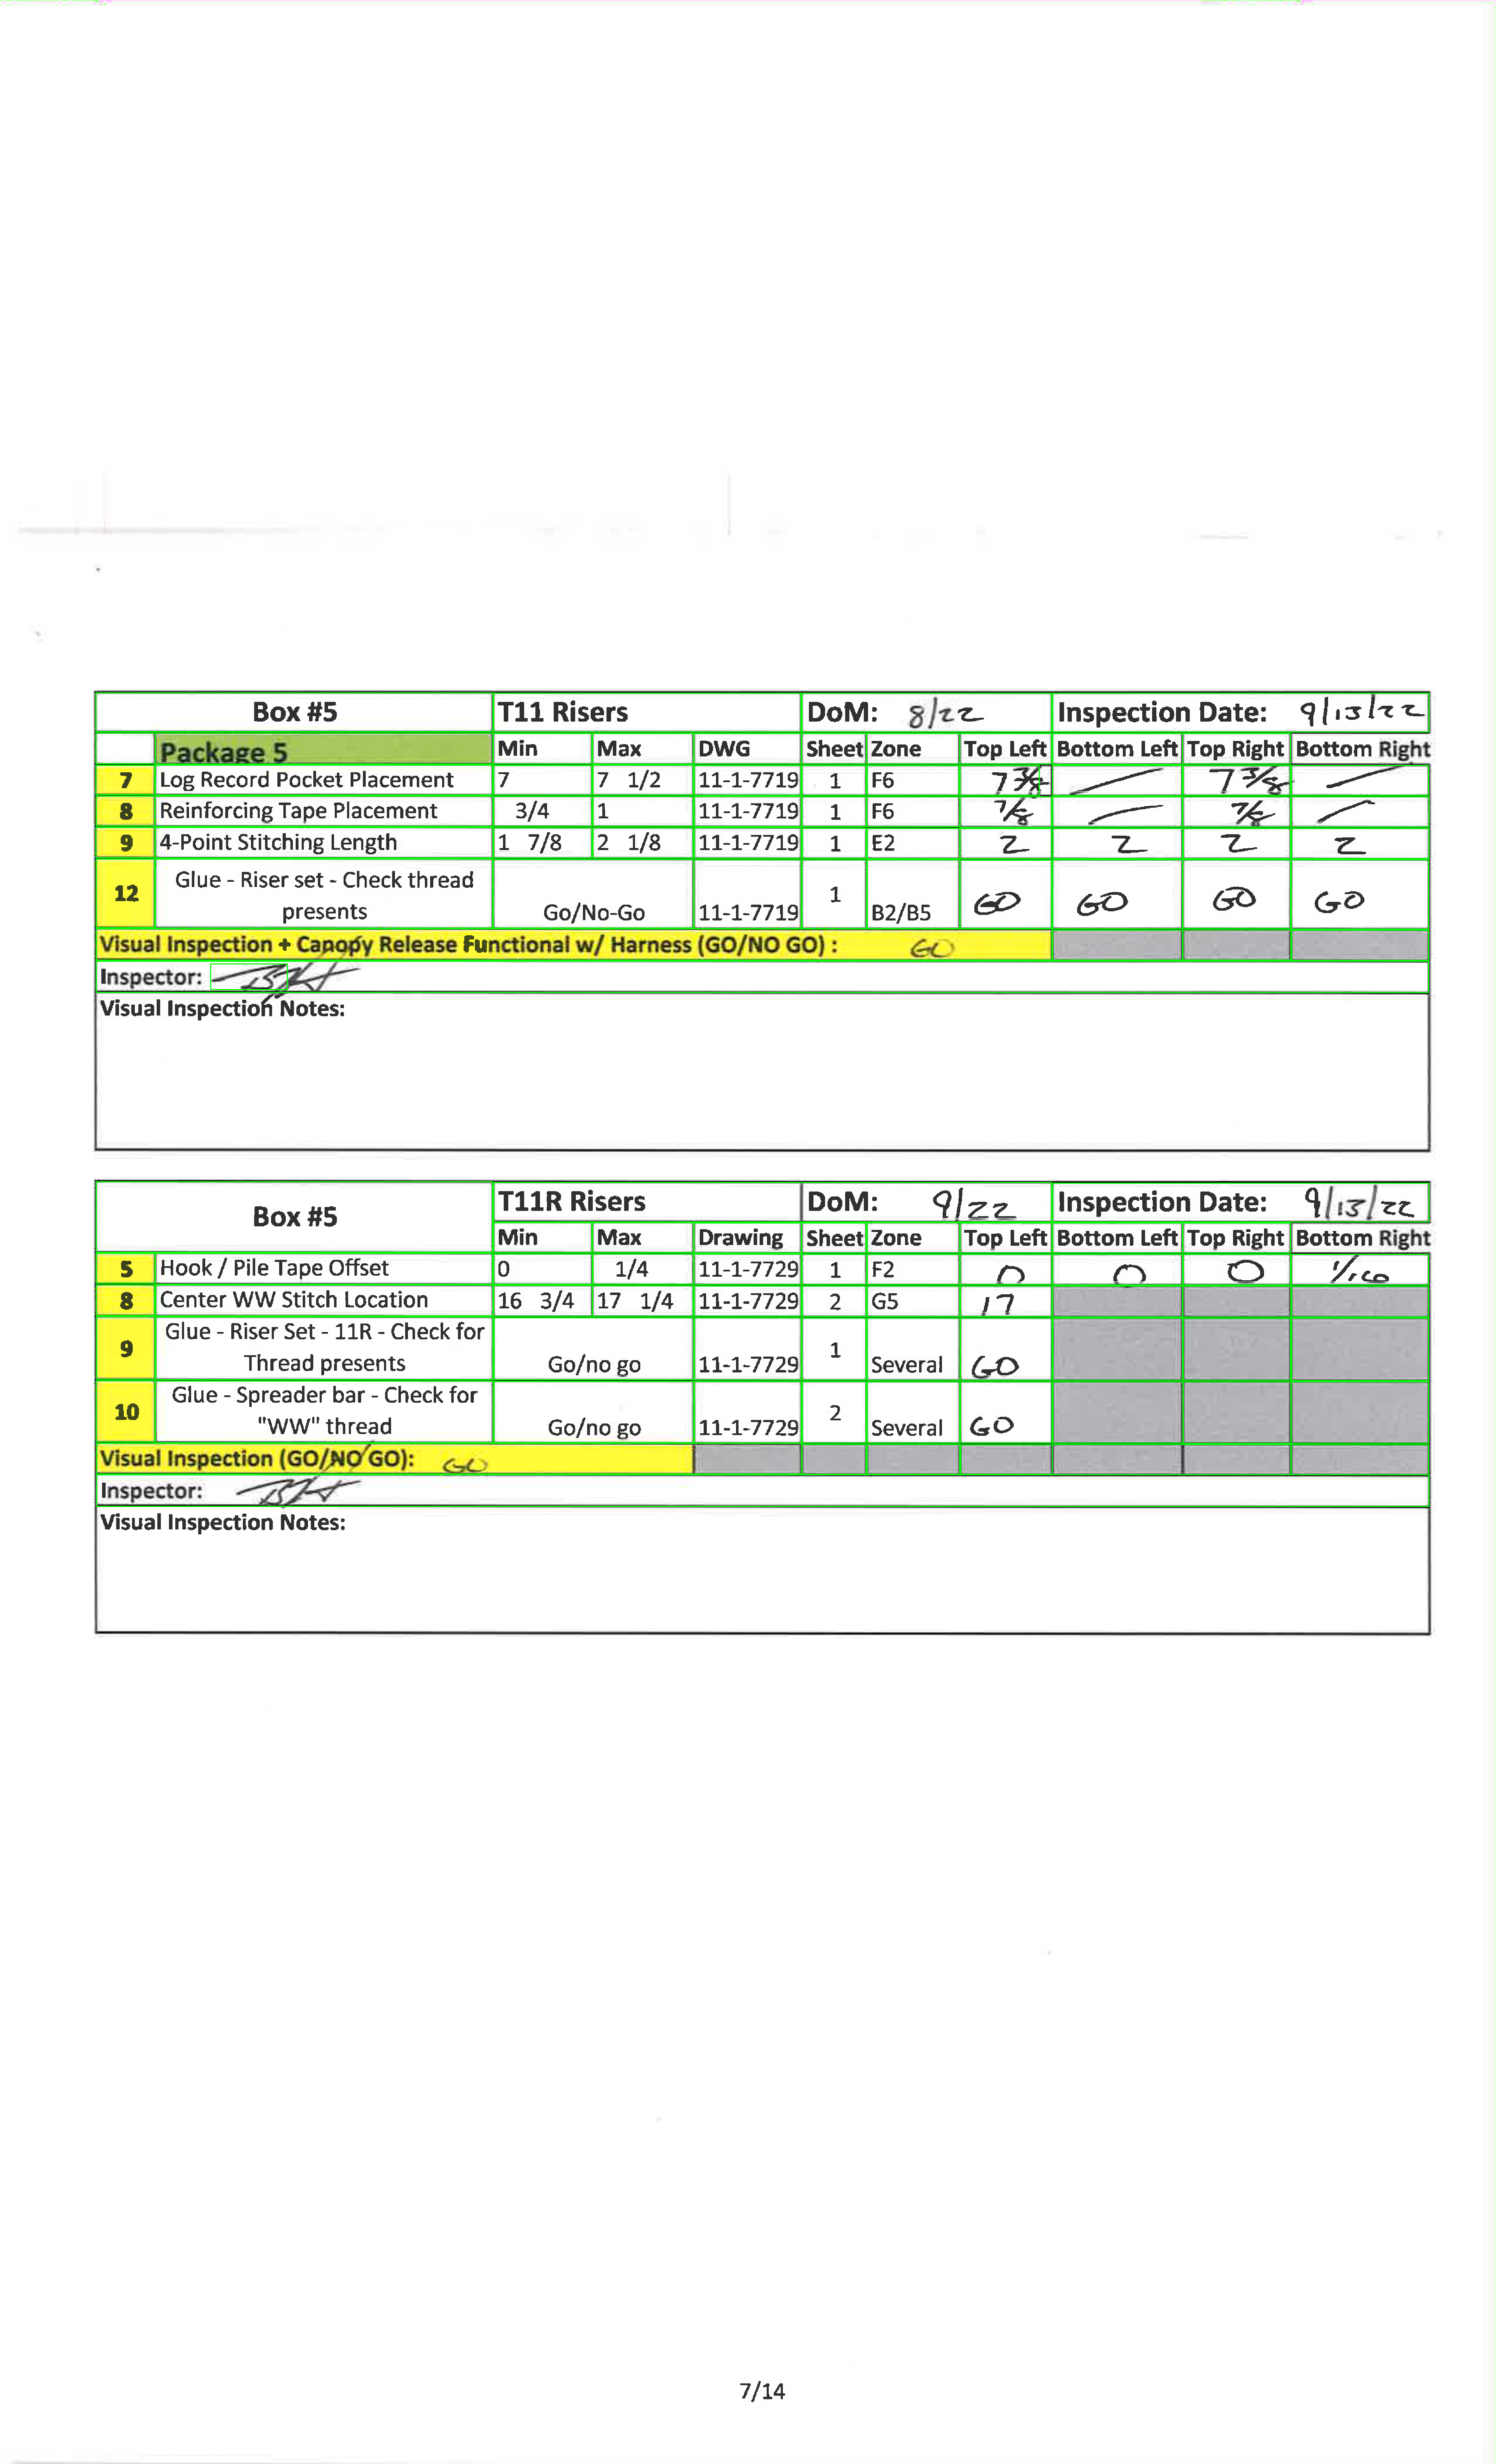 Box #5 T11 Risers DoM: 8/22 Inspection Date: 9/13/22
Package 5 Min Max DWG Sheet Zone Top Left Bottom Left Top Right Bottom Right
7 Log Record Pocket Placement 7 7 1/2 11-1-7719 1 F6 7 3/8 — 7 3/8 —
8 Reinforcing Tape Placement 3/4 1 11-1-7719 1 F6 7/8 — 7/8 —
9 4-Point Stitching Length 1 7/8 2 1/8 11-1-7719 1 E2 2 2 2 2
12 Glue - Riser set - Check thread
presents Go/No-Go 11-1-7719 1 B2/B5 GO GO GO GO
Visual Inspection + Canopy Release Functional w/ Harness (GO/NO GO) : GO
Inspector:
Visual Inspection Notes:
Box #5 T11R Risers DoM: 9/22 Inspection Date: 9/13/22
Min Max Drawing Sheet Zone Top Left Bottom Left Top Right Bottom Right
5 Hook / Pile Tape Offset 0 1/4 11-1-7729 1 F2 0 0 0 1/16
8 Center WW Stitch Location 16 3/4 17 1/4 11-1-7729 2 G5 17
9 Glue - Riser Set - 11R - Check for
Thread presents Go/no go 11-1-7729 1 Several GO
10 Glue - Spreader bar - Check for
"WW" thread Go/no go 11-1-7729 2 Several GO
Visual Inspection (GO/NO GO): GO
Inspector:
Visual Inspection Notes:
7/14